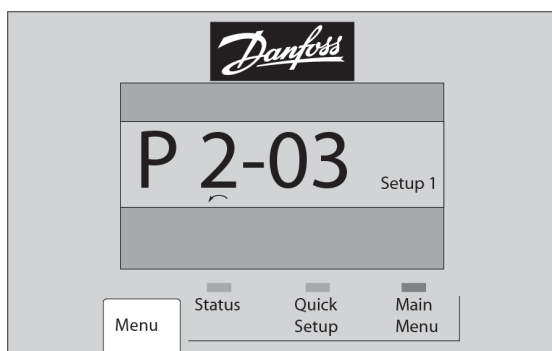 Danfoss
P 2-03
Setup 1
Status
Quick
Setup
Main
Menu
Menu